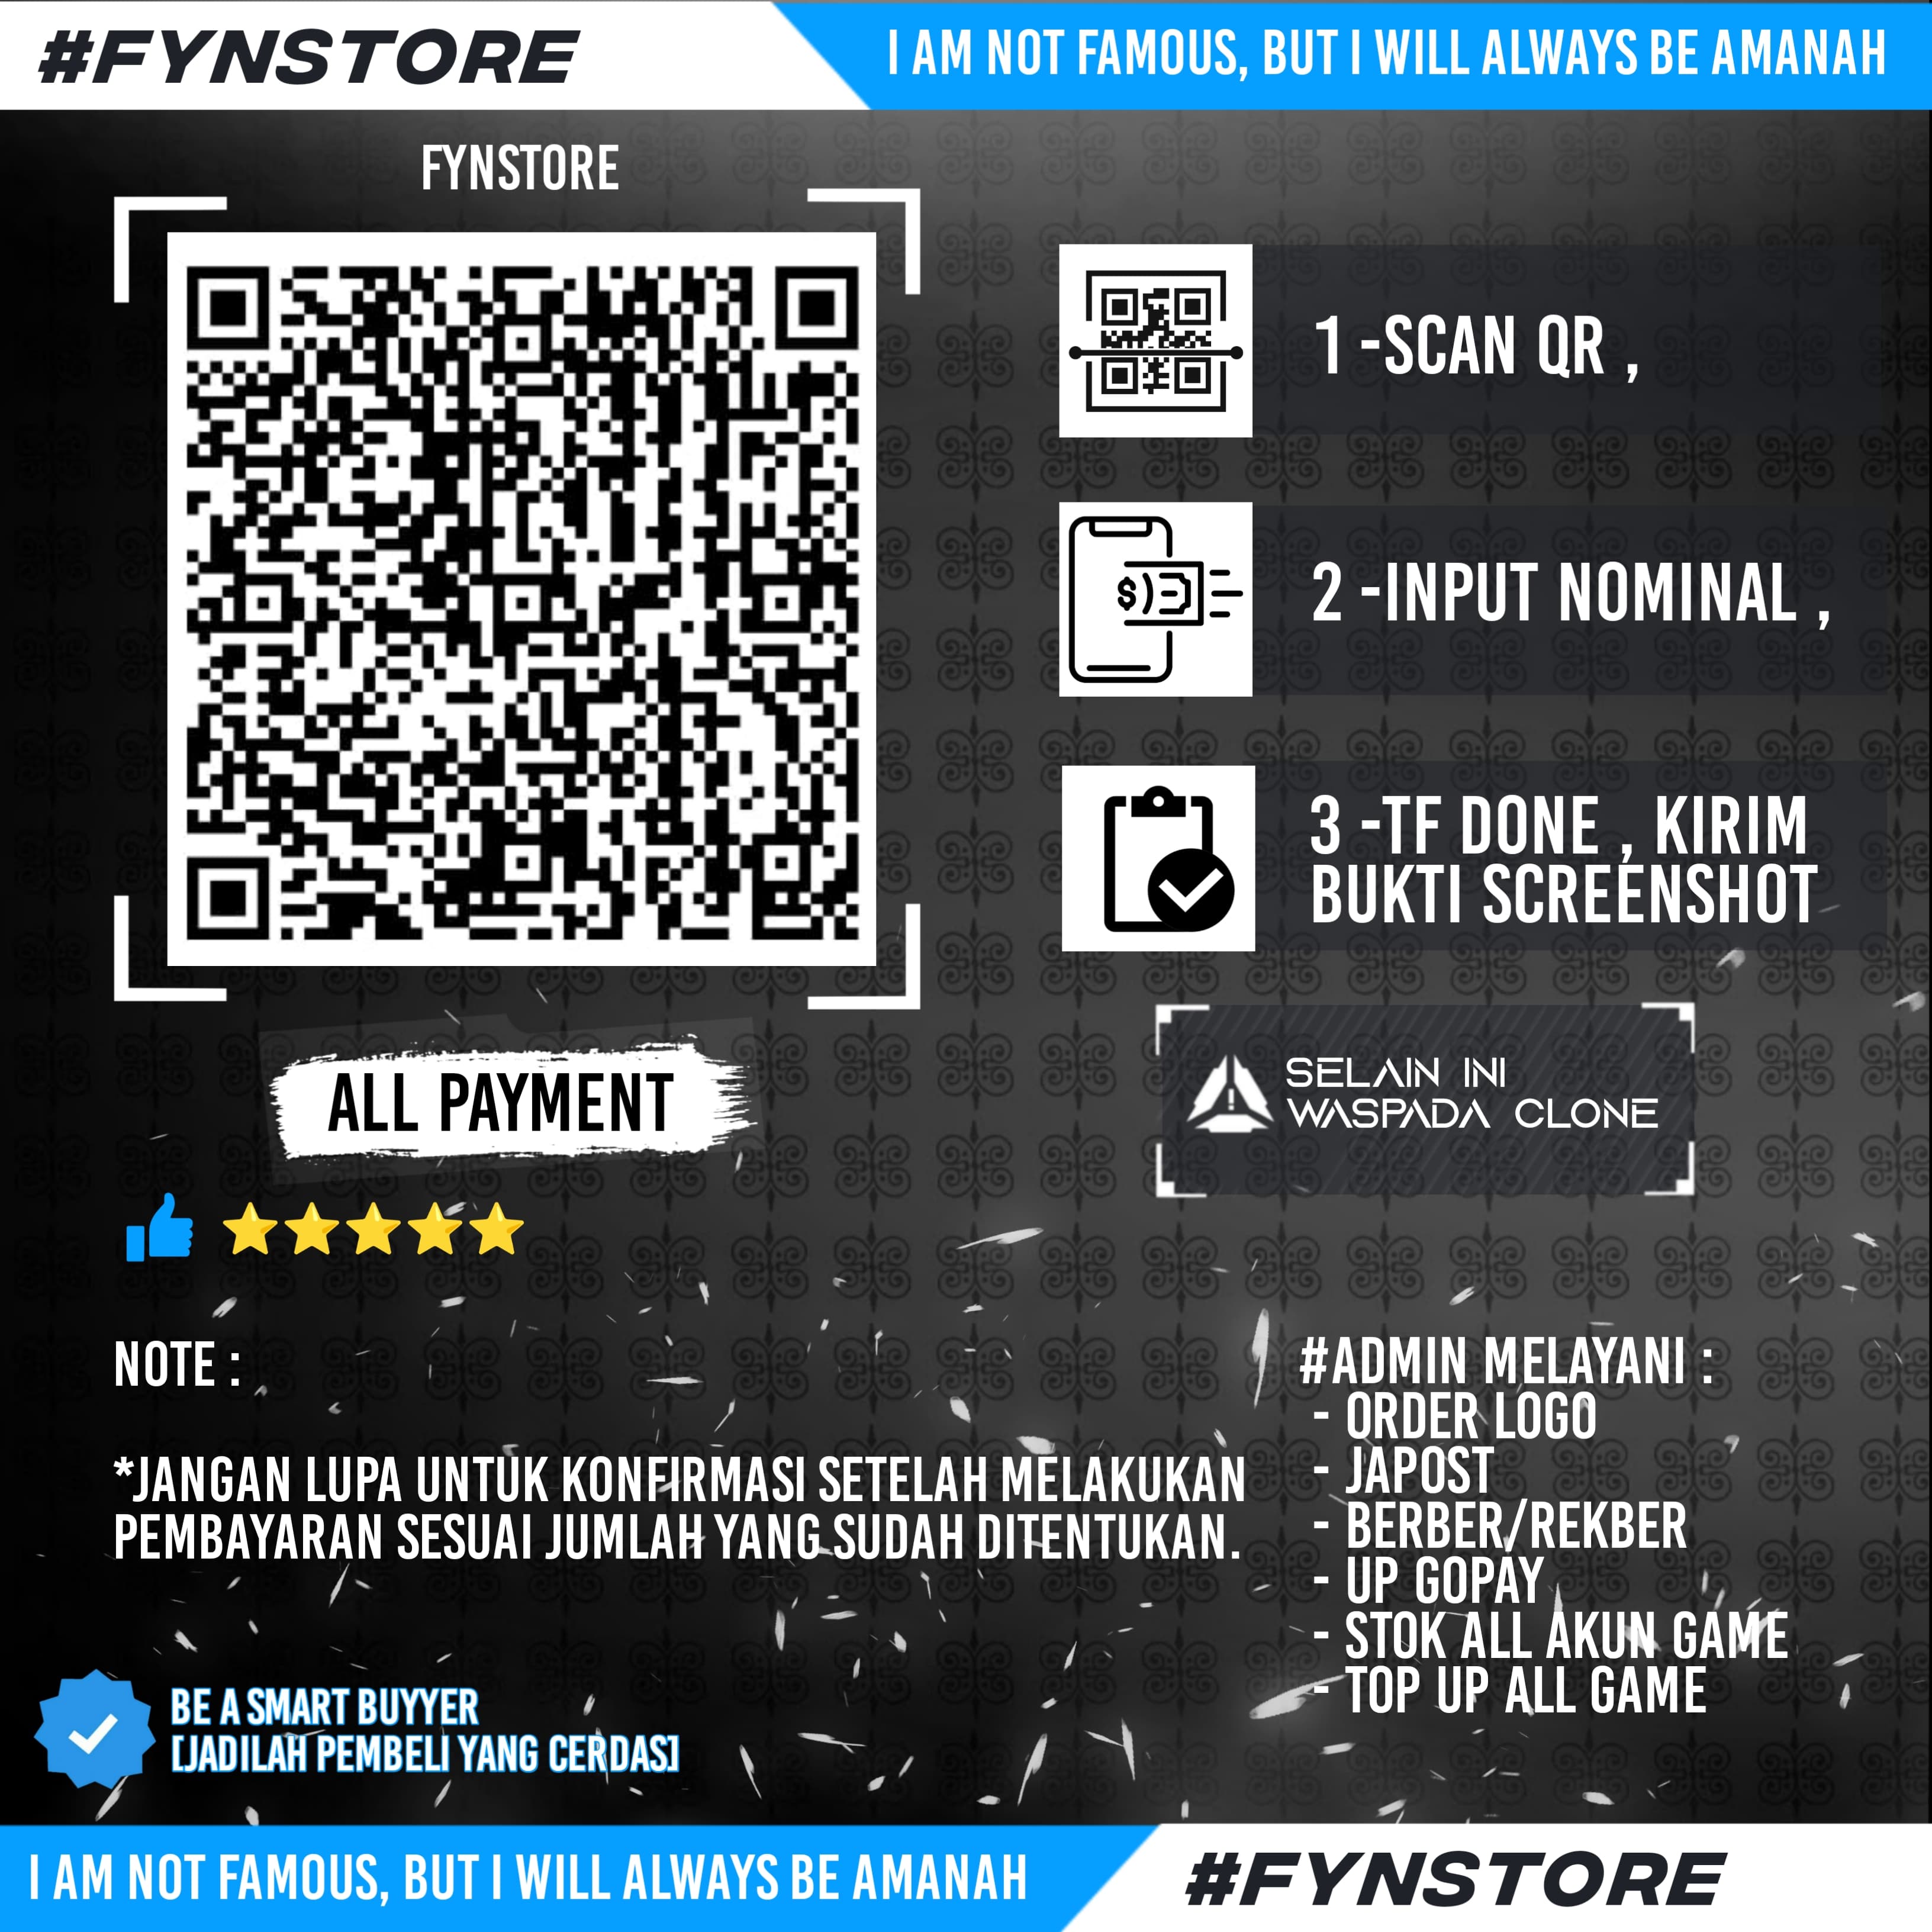 #FYNSTORE
I AM NOT FAMOUS, BUT I WILL ALWAYS BE AMANAH
FYNSTORE
1 -SCAN QR ,
2 -INPUT NOMINAL ,
$
3 -TF DONE , KIRIM
BUKTI SCREENSHOT
ALL PAYMENT
SELAIN INI
WASPADA CLONE
NOTE :
*JANGAN LUPA UNTUK KONFIRMASI SETELAH MELAKUKAN
PEMBAYARAN SESUAI JUMLAH YANG SUDAH DITENTUKAN.
#ADMIN MELAYANI :
- ORDER LOGO
- JAPOST
- BERBER/REKBER
- UP GOPAY
- STOK ALL AKUN GAME
- TOP UP ALL GAME
BE A SMART BUYYER
[JADILAH PEMBELI YANG CERDAS]
I AM NOT FAMOUS, BUT I WILL ALWAYS BE AMANAH
#FYNSTORE